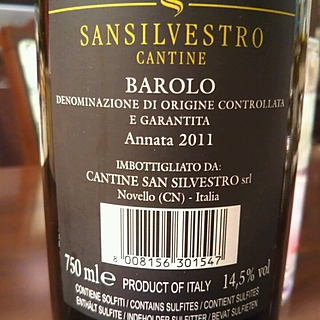 SANSILVESTRO
CANTINE
BAROLO
DENOMINAZIONE DI ORIGINE CONTROLLATA
E GARANTITA
Annata 2011
IMBOTTIGLIATO DA:
CANTINE SAN SILVESTRO srl
Novello (CN) - Italia
8 008156 301547
750 ml e PRODUCT OF ITALY 14,5% vol
CONTIENE SOLFITI / CONTAINS SULFITES / CONTIENT SULFITES
ENTHÄLT SULFITE / INDEHOLDER SULFITTER / BEVAT SULFIETEN